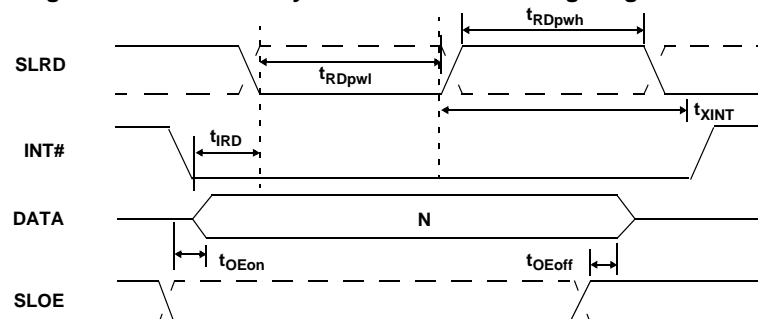 tRDpwh
SLRD
tRDpwl
tXINT
tIRD
INT#
DATA
N
tOEon
tOEoff
SLOE